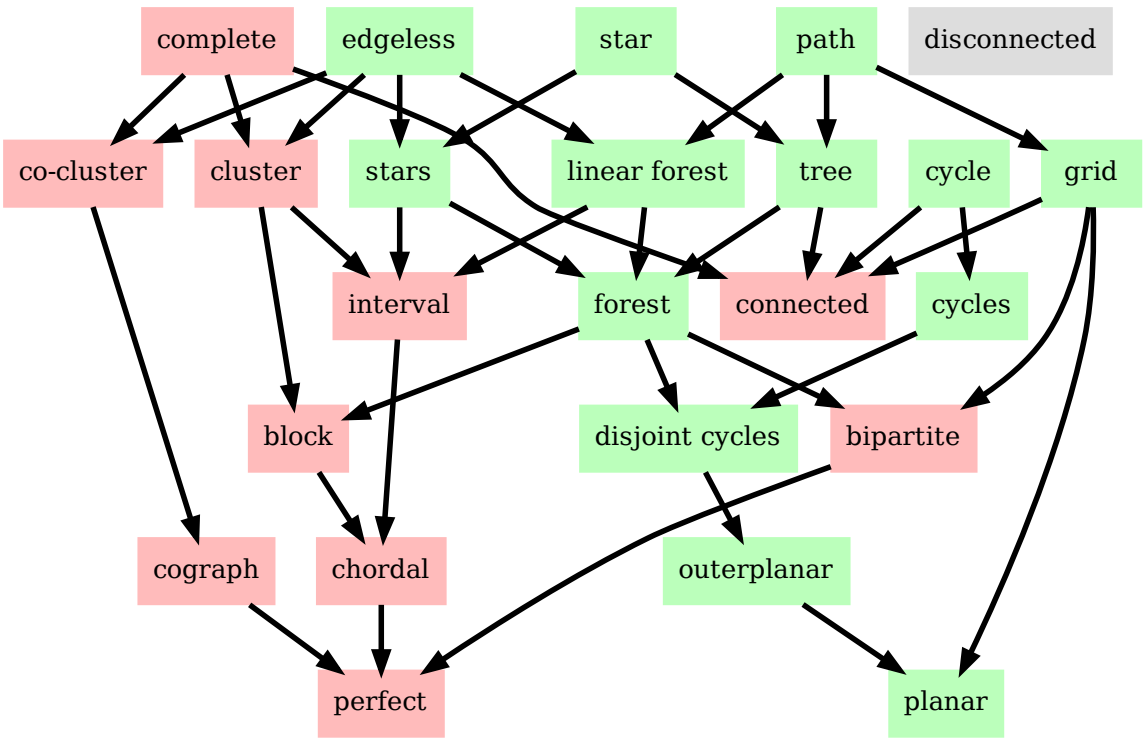 complete
edgeless
star
path
disconnected
co-cluster
cluster
stars
linear forest
tree
cycle
grid
interval
forest
connected
cycles
block
disjoint cycles
bipartite
cograph
chordal
outerplanar
perfect
planar